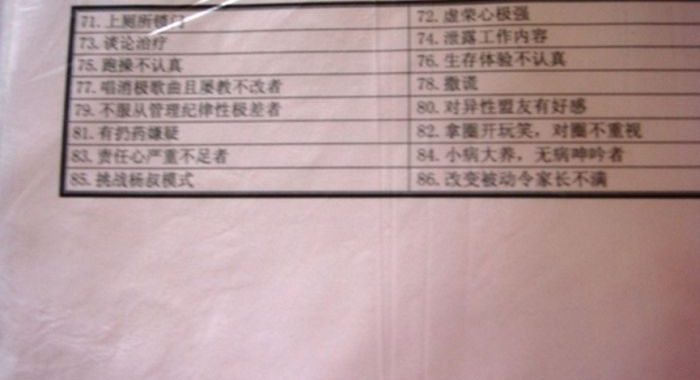 71. 上厕所锁门
72. 虚荣心极强
73. 谈论治疗
74. 泄露工作内容
75. 跑操不认真
76. 生存体验不认真
77. 唱消极歌曲且屡教不改者
78. 撒谎
79. 不服从管理纪律性极差者
80. 对异性盟友有好感
81. 有扔药嫌疑
82. 拿圈开玩笑，对圈不重视
83. 责任心严重不足者
84. 小病大养，无病呻吟者
85. 挑战杨叔模式
86. 改变被动令家长不满